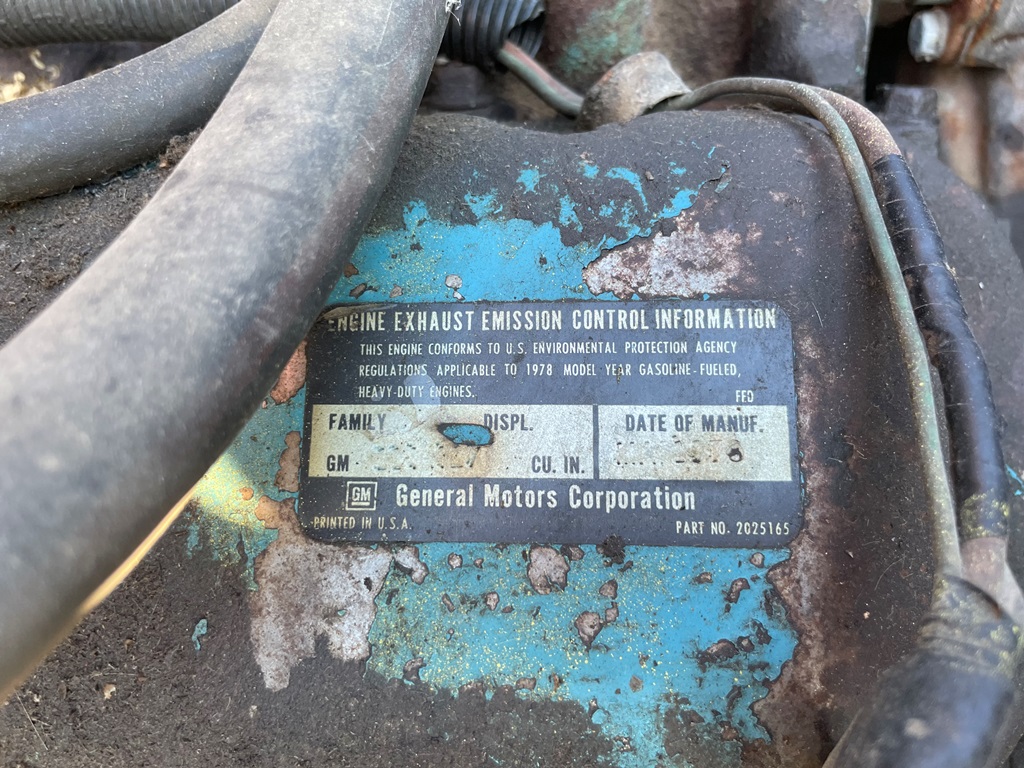 ENGINE EXHAUST EMISSION CONTROL INFORMATION
THIS ENGINE CONFORMS TO U.S. ENVIRONMENTAL PROTECTION AGENCY
REGULATIONS APPLICABLE TO 1978 MODEL YEAR GASOLINE-FUELED,
HEAVY-DUTY ENGINES. FED
FAMILY DISPL. DATE OF MANUF.
GM CU. IN.
GM General Motors Corporation
PRINTED IN U.S.A. PART NO. 2025165